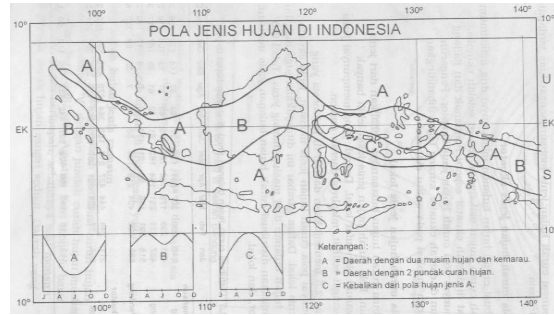 100° 110° 120° 130° 140°
10°
10°
POLA JENIS HUJAN DI INDONESIA
A
A
U
B
B
A
EK
EK
C
A
B
A
C
S
10°
A
B
C
J A J O D
J A J O D
J A J O D
Keterangan :
A = Daerah dengan dua musim hujan dan kemarau.
B = Daerah dengan 2 puncak curah hujan.
C = Kebalikan dari pola hujan jenis A.
10°
100° 110° 120° 130° 140°